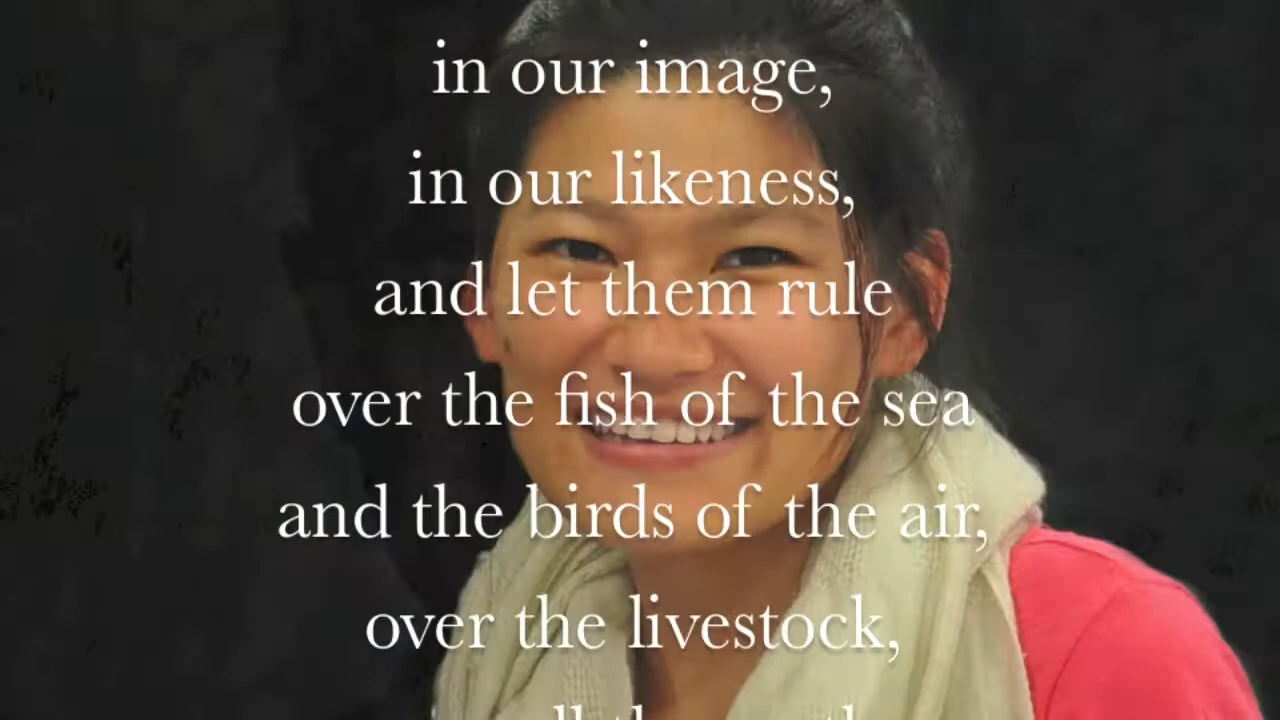 in our image,
in our likeness,
and let them rule
over the fish of the sea
and the birds of the air,
over the livestock,